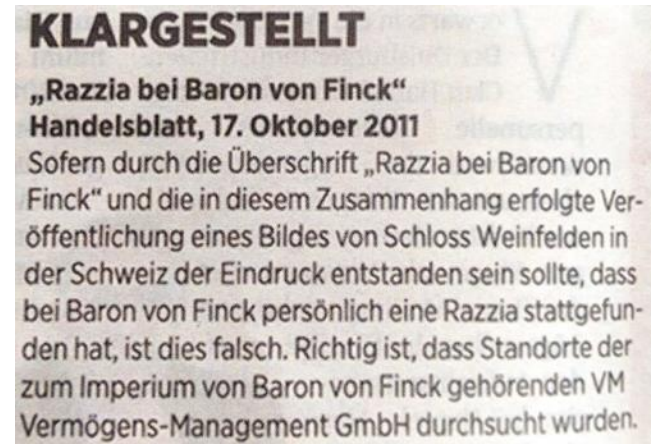 KLARGESTELLT
„Razzia bei Baron von Finck“
Handelsblatt, 17. Oktober 2011
Sofern durch die Überschrift „Razzia bei Baron von
Finck“ und die in diesem Zusammenhang erfolgte Ver-
öffentlichung eines Bildes von Schloss Weinfelden in
der Schweiz der Eindruck entstanden sein sollte, dass
bei Baron von Finck persönlich eine Razzia stattgefun-
den hat, ist dies falsch. Richtig ist, dass Standorte der
zum Imperium von Baron von Finck gehörenden VM
Vermögens-Management GmbH durchsucht wurden.